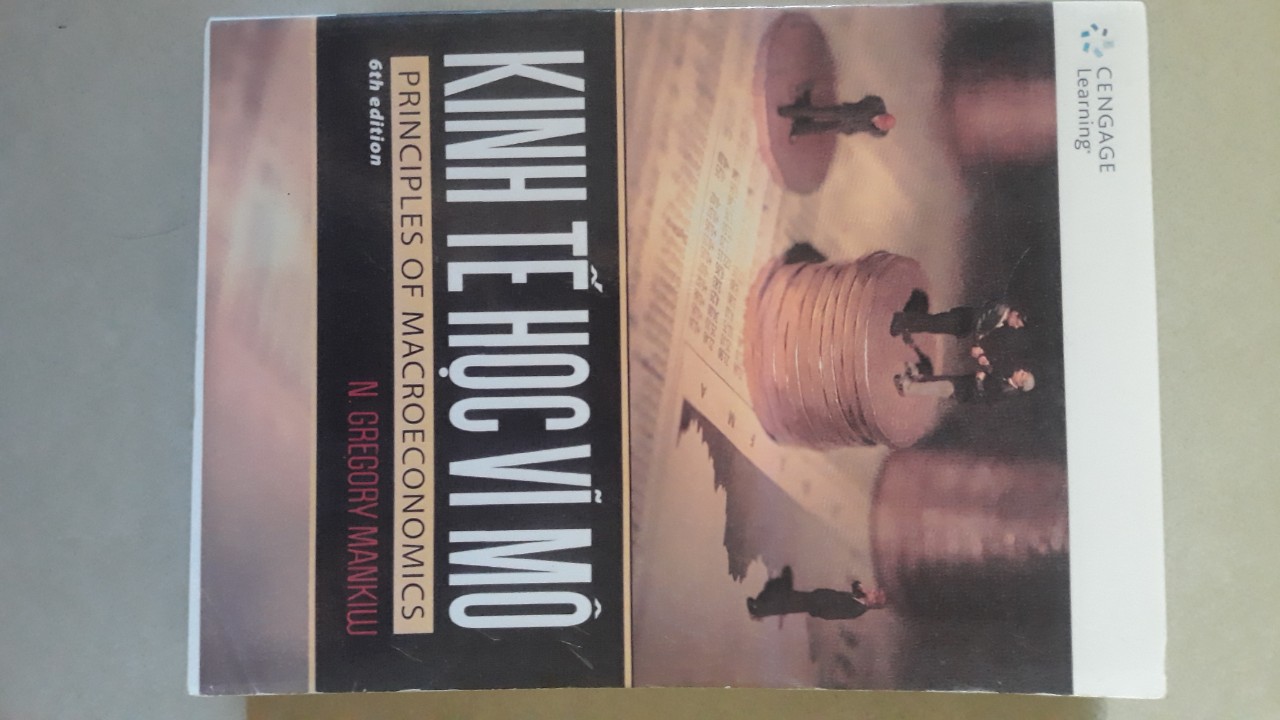 CENGAGE
Learning®
F M A
KINH TẾ HỌC VĨ MÔ
PRINCIPLES OF MACROECONOMICS
6th edition
N. GREGORY MANKIW